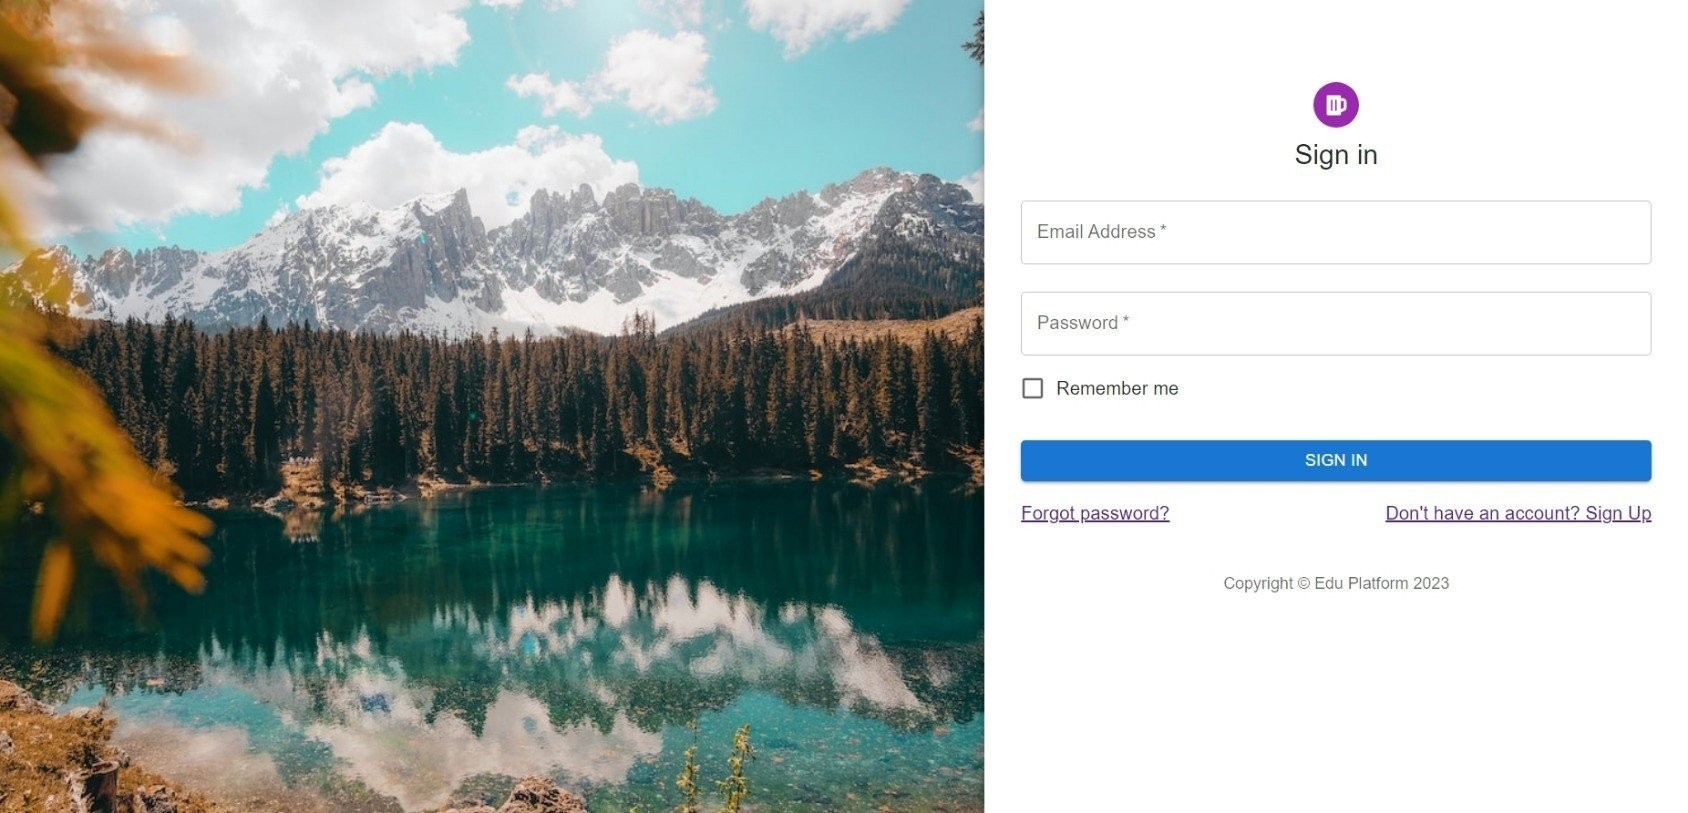 Sign in
Email Address *
Password *
Remember me
SIGN IN
Forgot password?
Don't have an account? Sign Up
Copyright © Edu Platform 2023